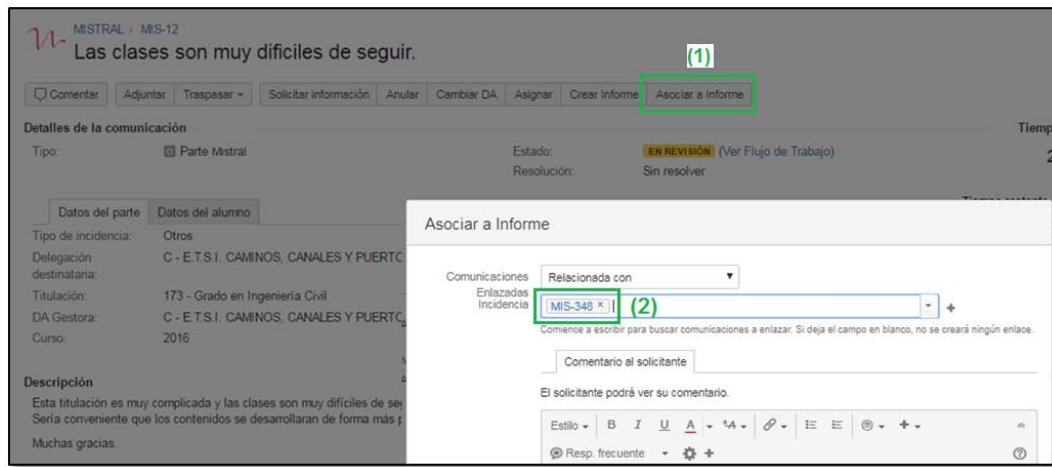 MISTRAL / MIS-12
Las clases son muy dificiles de seguir.
(1)
Comentar Adjuntar Traspasar Solicitar información Anular Cambiar DA Asignar Crear Informe Asociar a Informe
Detalles de la comunicación
Tiemp
Tipo: Parte Mistral Estado: EN REVISIÓN (Ver Flujo de Trabajo)
2
Resolución: Sin resolver
Datos del parte Datos del alumno
Tipo de incidencia: Otros
Delegación destinataria: C - E.T.S.I. CAMINOS, CANALES Y PUERTC
Titulación: 173 - Grado en Ingeniería Civil
DA Gestora: C - E.T.S.I. CAMINOS, CANALES Y PUERTC
Curso: 2016
Descripción
Esta titulación es muy complicada y las clases son muy difíciles de se
Sería conveniente que los contenidos se desarrollaran de forma más
Muchas gracias.
Asociar a Informe
Comunicaciones Enlazadas Relacionada con
Incidencia MIS-348 × (2)
Comience a escribir para buscar comunicaciones a enlazar. Si deja el campo en blanco, no se creará ningún enlace.
Comentario al solicitante
El solicitante podrá ver su comentario.
Estilo B I U A
Resp. frecuente